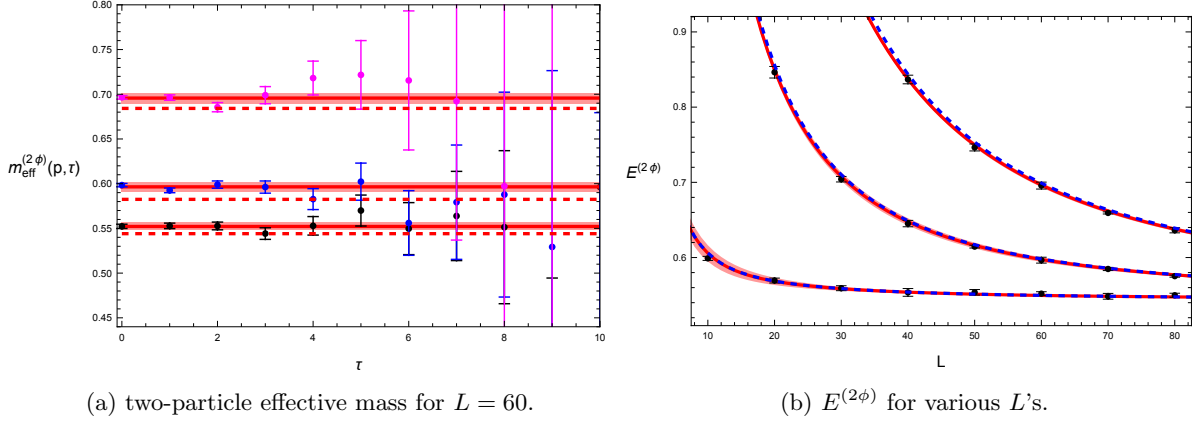 0.80
0.75
0.70
0.65
0.60
0.55
0.50
0.45
m_eff^(2 ϕ)(p,τ)
0 2 4 6 8 10
τ
0.9
0.8
0.7
0.6
E^(2 ϕ)
10 20 30 40 50 60 70 80
L
(a) two-particle effective mass for L = 60.
(b) E^(2ϕ) for various L's.